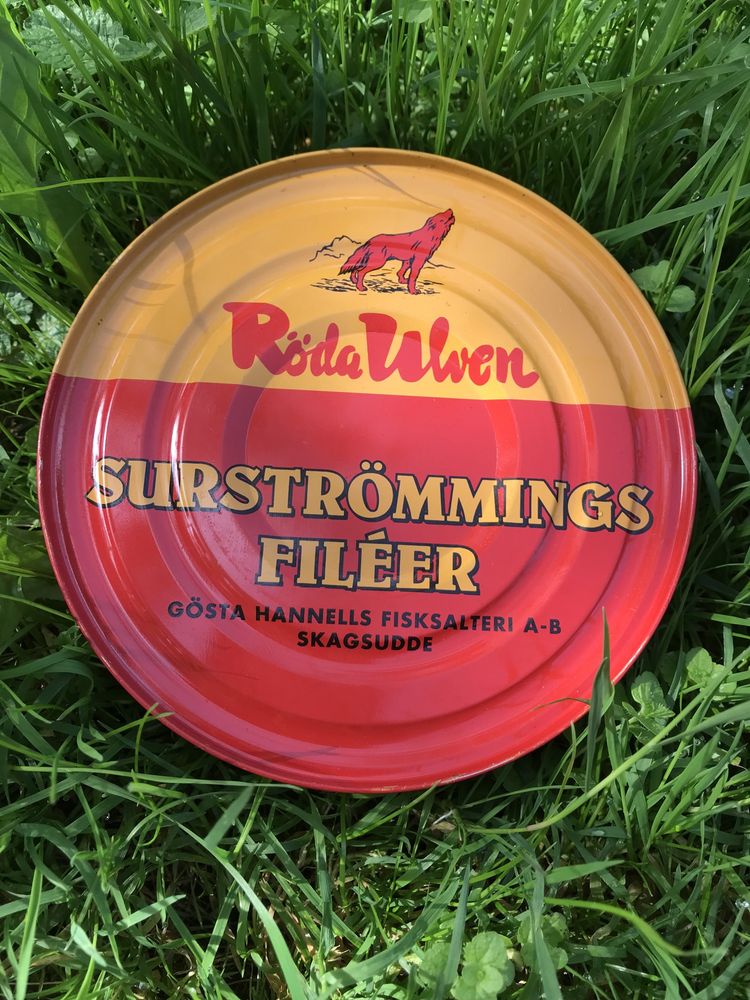 Röda Ulven
SURSTRÖMMINGS
FILÉER
GÖSTA HANNELLS FISKSALTERI A-B
SKAGSUDDE